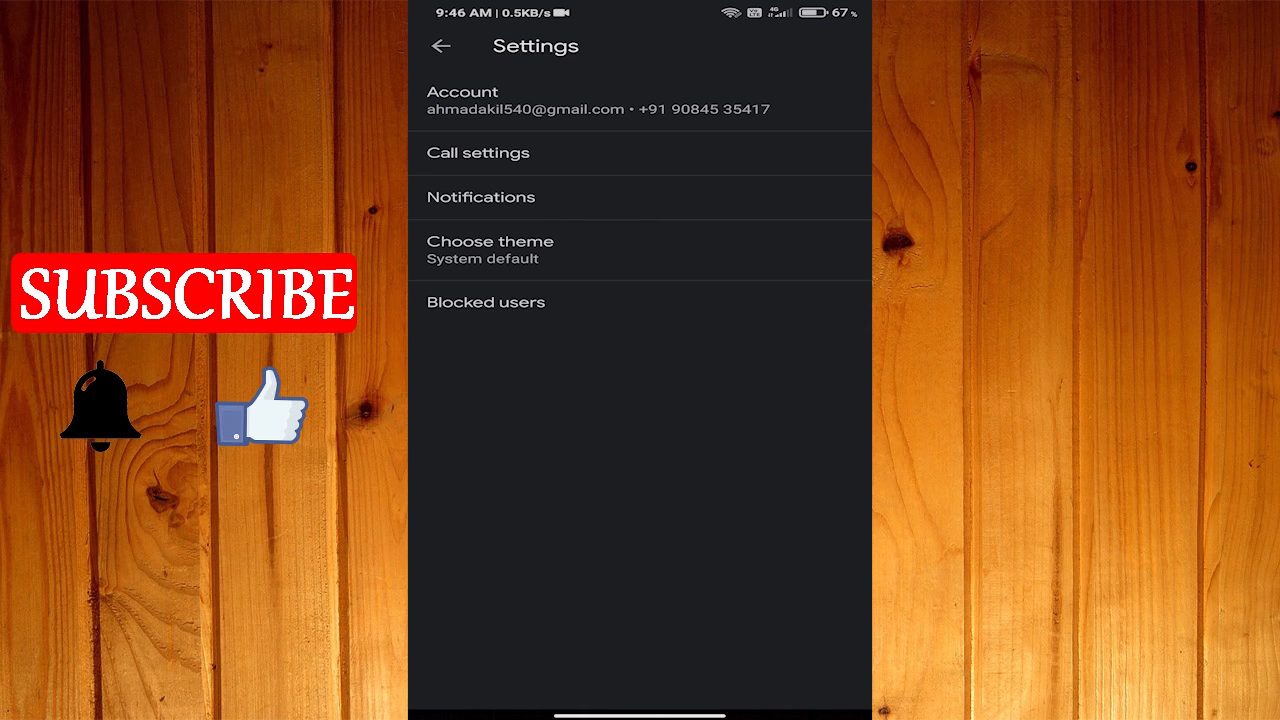 9:46 AM | 0.5KB/s
4G
67 %
Settings
Account
ahmadakil540@gmail.com • +91 90845 35417
Call settings
Notifications
Choose theme
System default
Blocked users
SUBSCRIBE